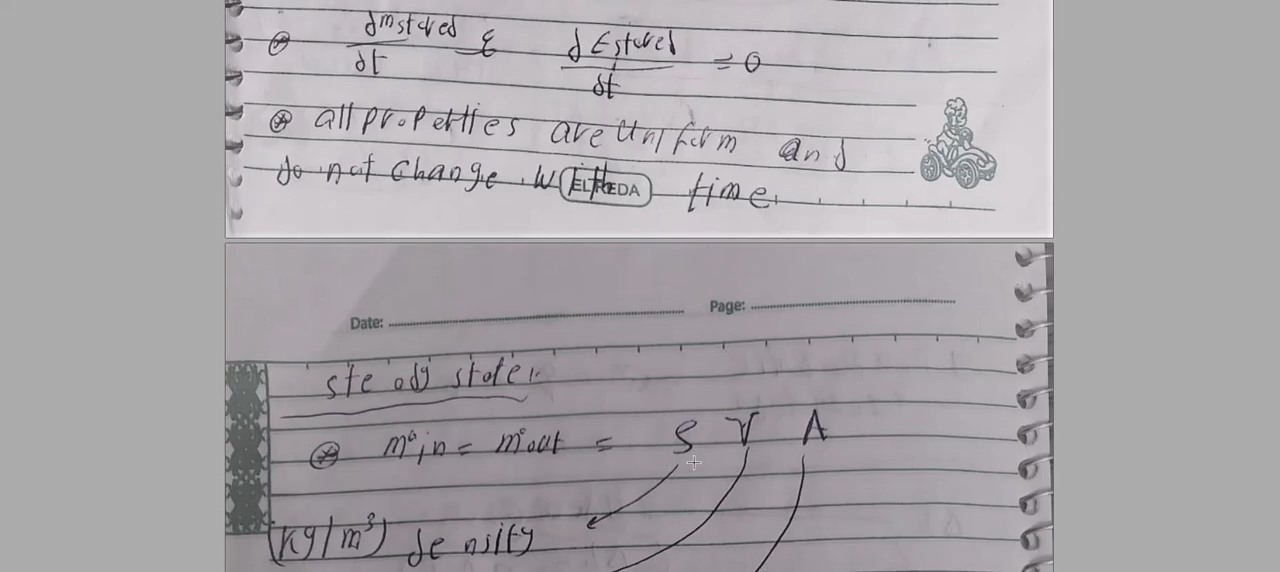 ⊛ dmstored/dt & dEstored/dt = 0
⊛ all properties are uniform and
do not change with time
ELREDA
Date: Page:
steady state:
⊛ m°in = m°out = ρ V A
(kg/m³) density